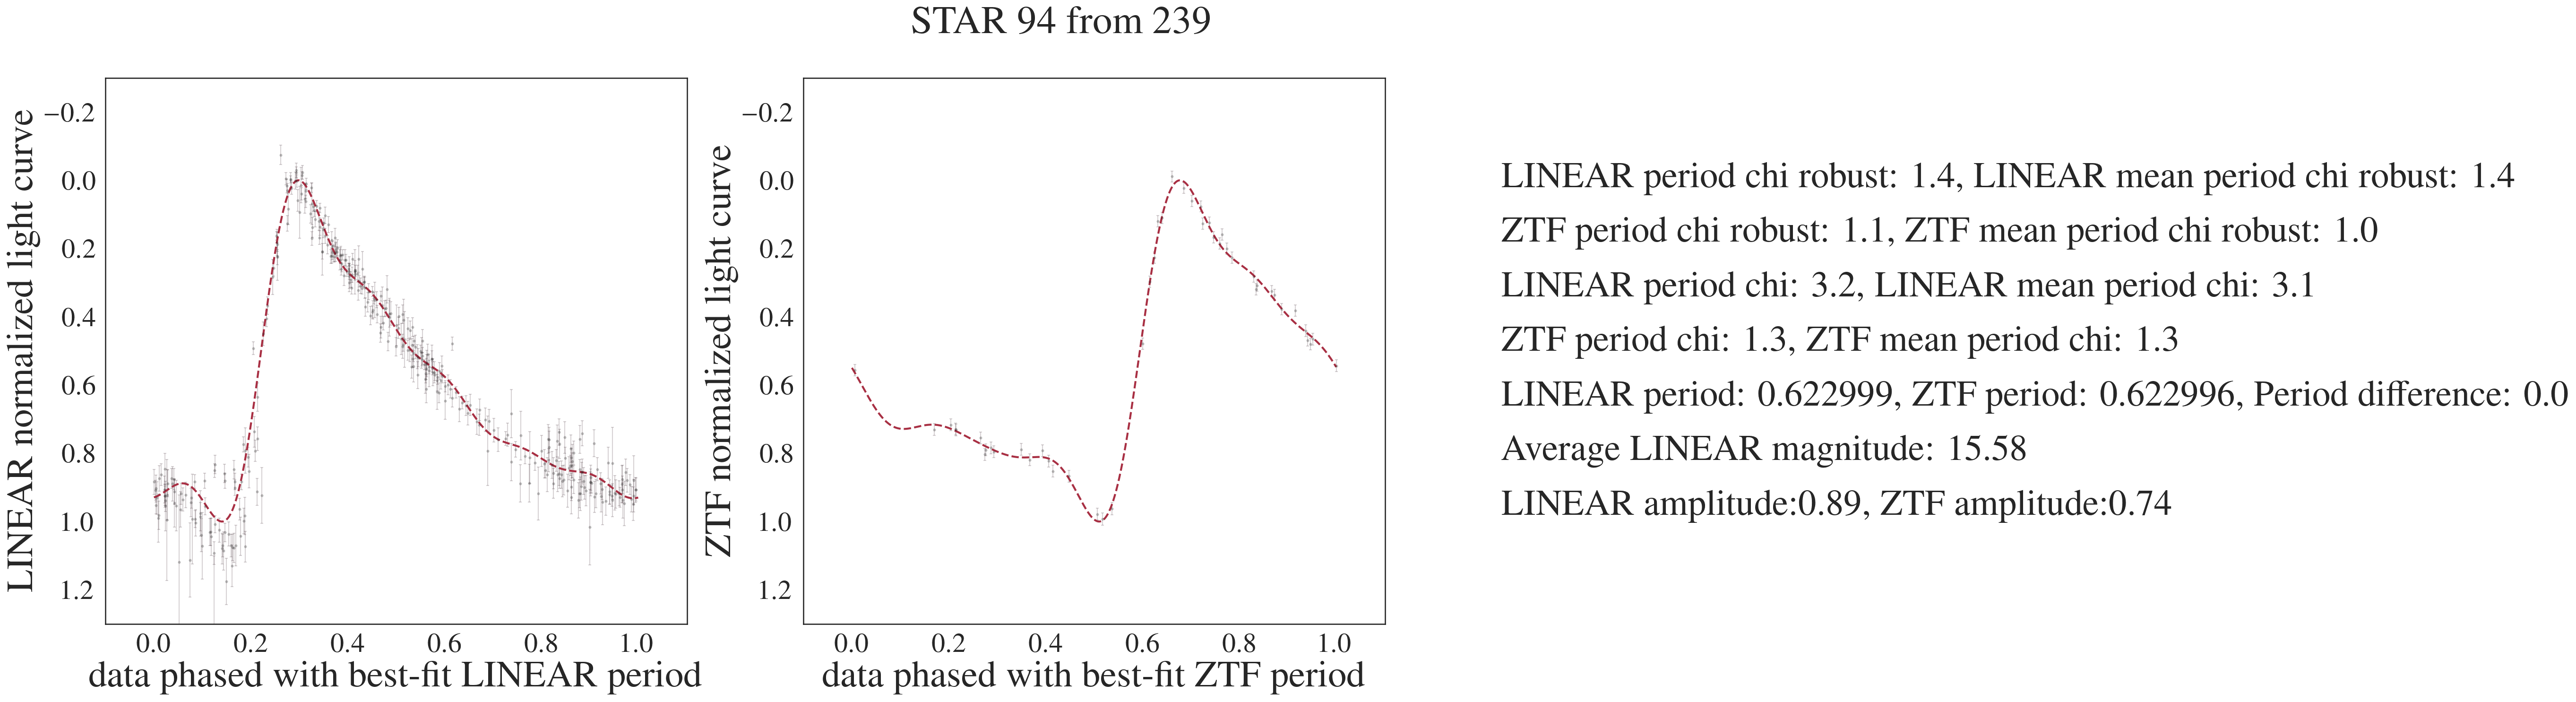 STAR 94 from 239
LINEAR normalized light curve
−0.2
0.0
0.2
0.4
0.6
0.8
1.0
1.2
0.0 0.2 0.4 0.6 0.8 1.0
data phased with best-fit LINEAR period
ZTF normalized light curve
−0.2
0.0
0.2
0.4
0.6
0.8
1.0
1.2
0.0 0.2 0.4 0.6 0.8 1.0
data phased with best-fit ZTF period
LINEAR period chi robust: 1.4, LINEAR mean period chi robust: 1.4
ZTF period chi robust: 1.1, ZTF mean period chi robust: 1.0
LINEAR period chi: 3.2, LINEAR mean period chi: 3.1
ZTF period chi: 1.3, ZTF mean period chi: 1.3
LINEAR period: 0.622999, ZTF period: 0.622996, Period difference: 0.0
Average LINEAR magnitude: 15.58
LINEAR amplitude:0.89, ZTF amplitude:0.74